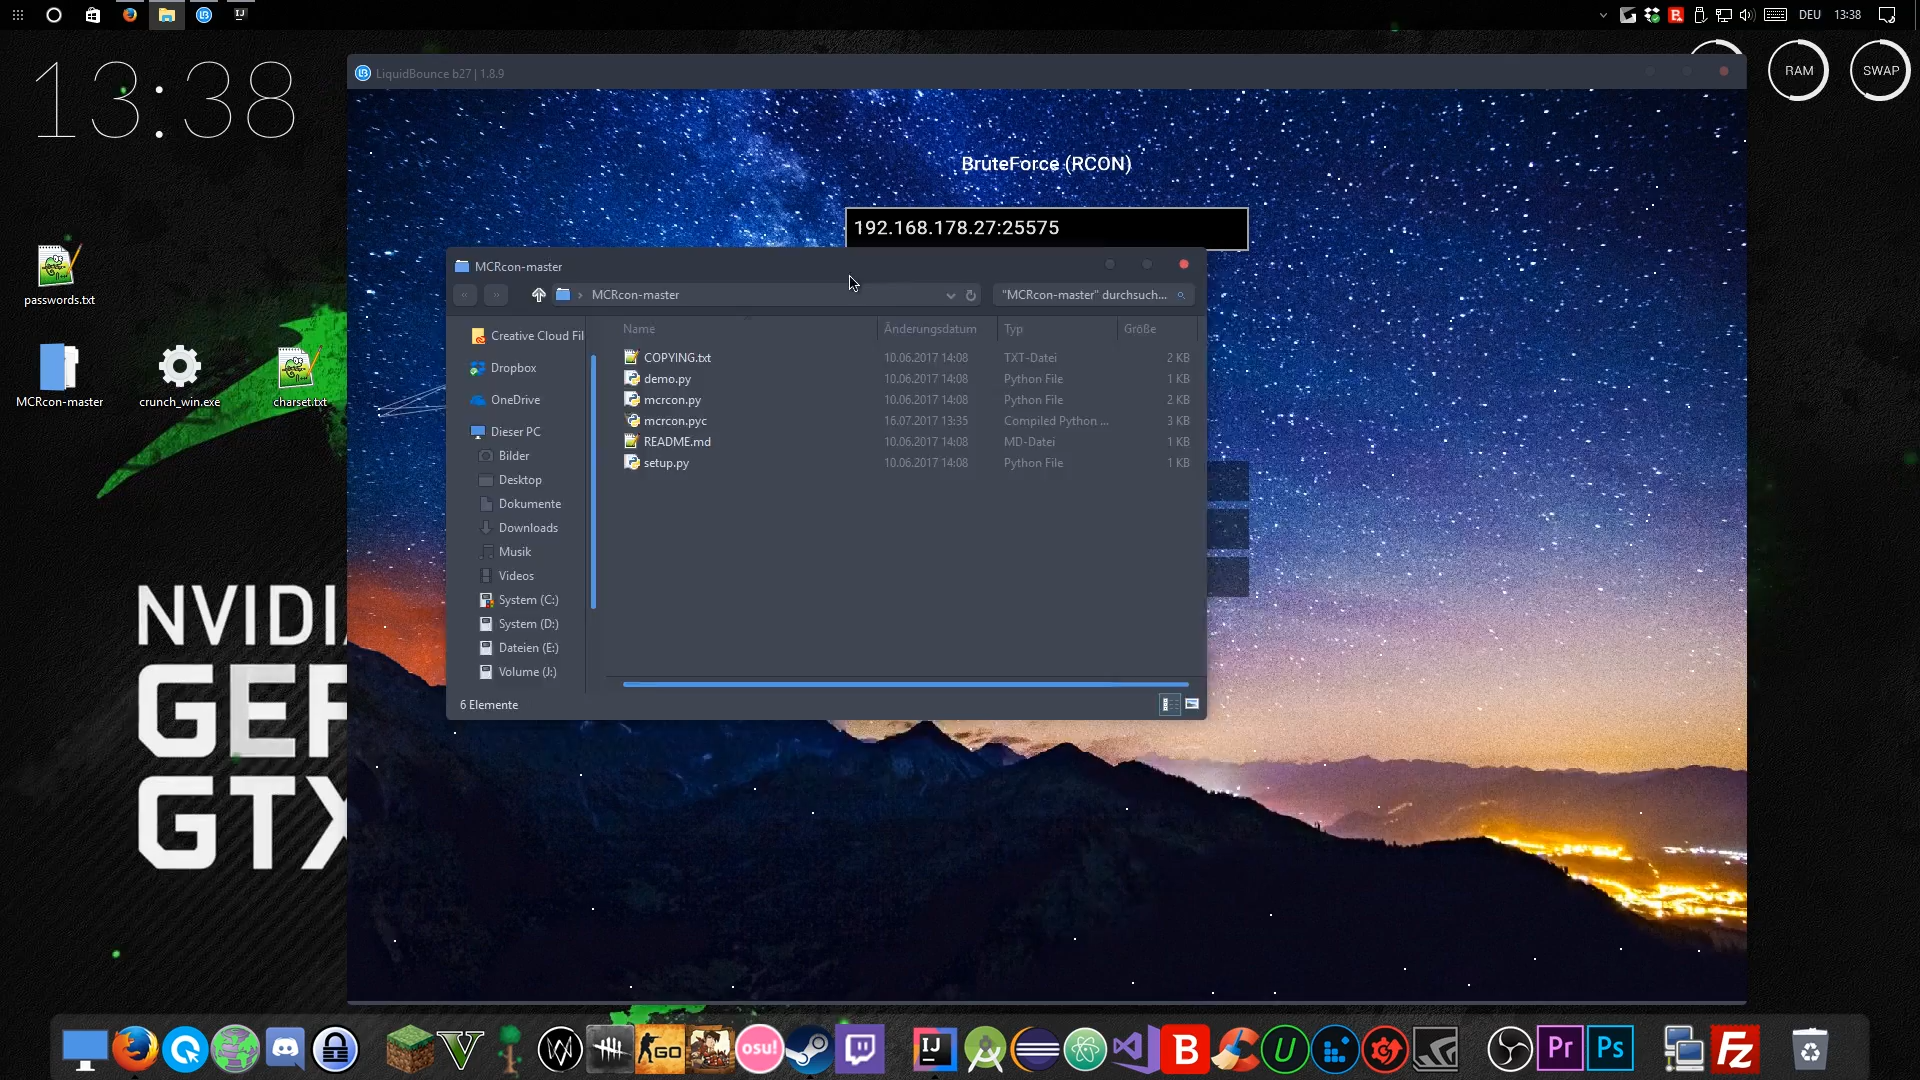 DEU 13:38
13:38
RAM
SWAP
LiquidBounce b27 | 1.8.9
BruteForce (RCON)
192.168.178.27:25575
passwords.txt
MCRcon-master
crunch_win.exe
charset.txt
NVIDI
GEF
GTX
MCRcon-master
MCRcon-master
"MCRcon-master" durchsuch...
Creative Cloud Fil
Dropbox
OneDrive
Dieser PC
Bilder
Desktop
Dokumente
Downloads
Musik
Videos
System (C:)
System (D:)
Dateien (E:)
Volume (J:)
Name Änderungsdatum Typ Größe
COPYING.txt 10.06.2017 14:08 TXT-Datei 2 KB
demo.py 10.06.2017 14:08 Python File 1 KB
mcrcon.py 10.06.2017 14:08 Python File 2 KB
mcrcon.pyc 16.07.2017 13:35 Compiled Python ... 3 KB
README.md 10.06.2017 14:08 MD-Datei 1 KB
setup.py 10.06.2017 14:08 Python File 1 KB
6 Elemente
GO
osu!
IJ
B
U
Pr
Ps
Fz